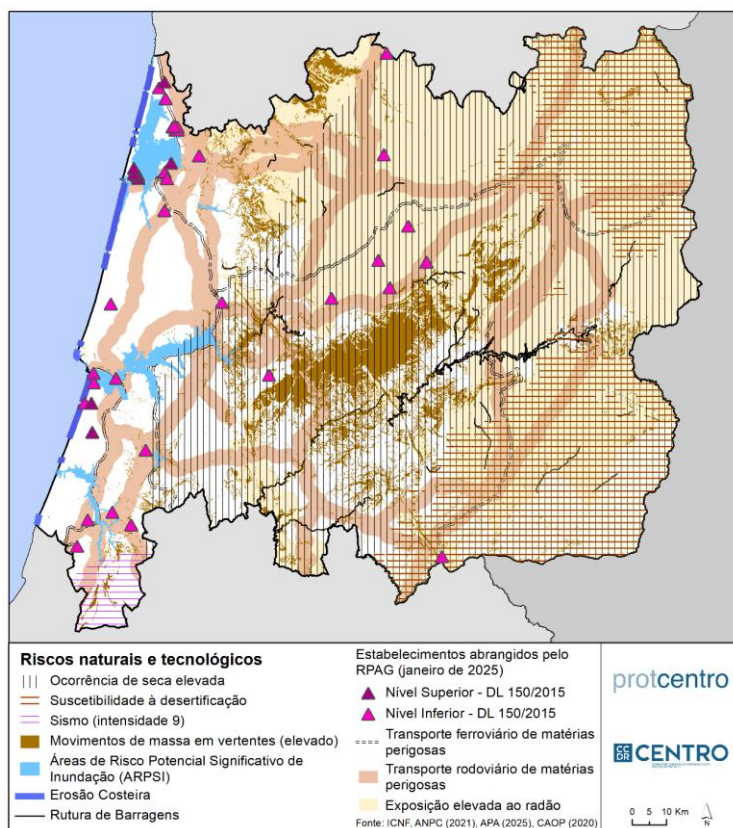 Riscos naturais e tecnológicos
Ocorrência de seca elevada
Suscetibilidade à desertificação
Sismo (intensidade 9)
Movimentos de massa em vertentes (elevado)
Áreas de Risco Potencial Significativo de
Inundação (ARPSI)
Erosão Costeira
Rutura de Barragens
Estabelecimentos abrangidos pelo
RPAG (janeiro de 2025)
Nível Superior - DL 150/2015
Nível Inferior - DL 150/2015
Transporte ferroviário de matérias
perigosas
Transporte rodoviário de matérias
perigosas
Exposição elevada ao radão
Fonte: ICNF, ANPC (2021), APA (2025), CAOP (2020)
protcentro
CCDR CENTRO
0 5 10 Km
N